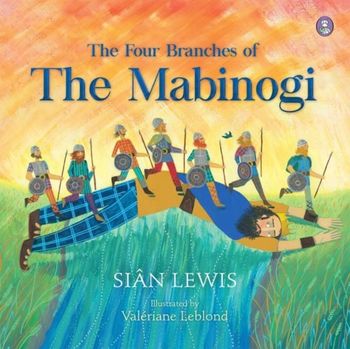 The Four Branches of
The Mabinogi
SIÂN LEWIS
Illustrated by
Valériane Leblond